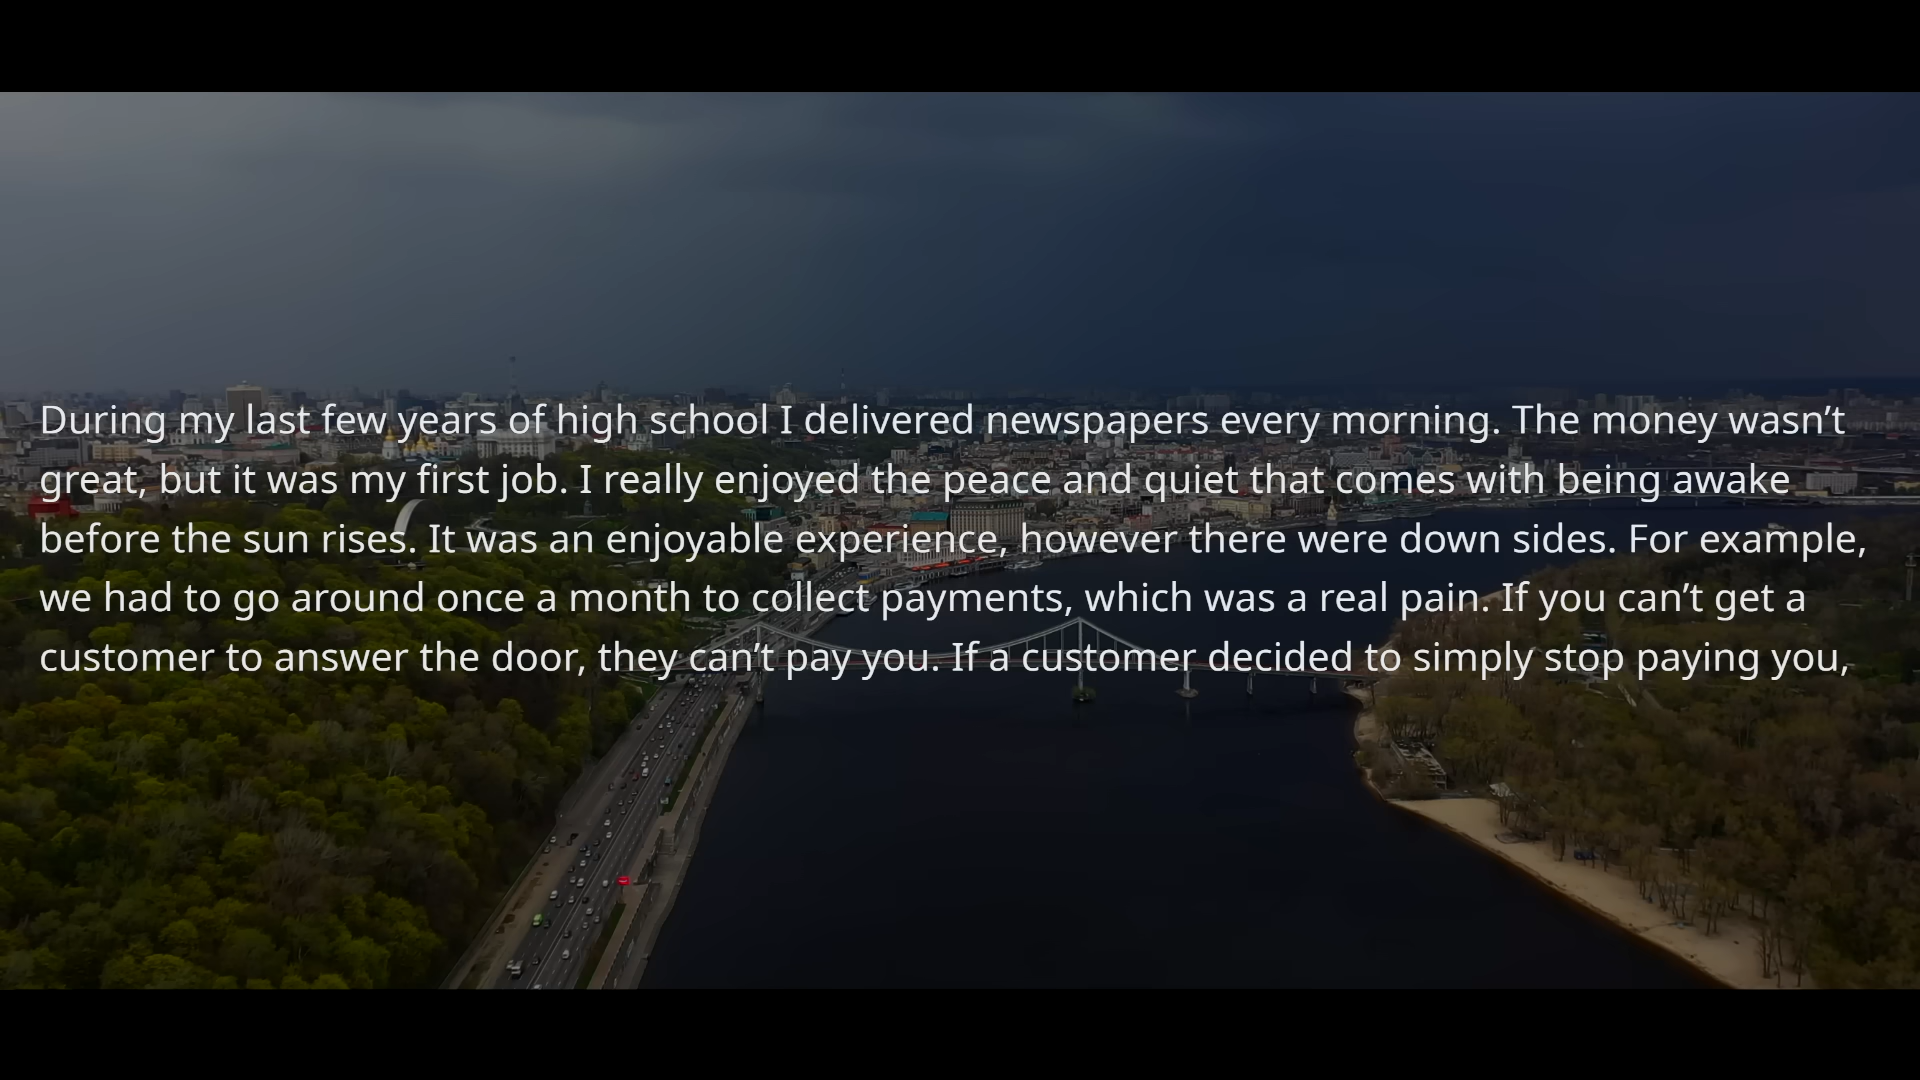 During my last few years of high school I delivered newspapers every morning. The money wasn’t
great, but it was my first job. I really enjoyed the peace and quiet that comes with being awake
before the sun rises. It was an enjoyable experience, however there were down sides. For example,
we had to go around once a month to collect payments, which was a real pain. If you can’t get a
customer to answer the door, they can’t pay you. If a customer decided to simply stop paying you,